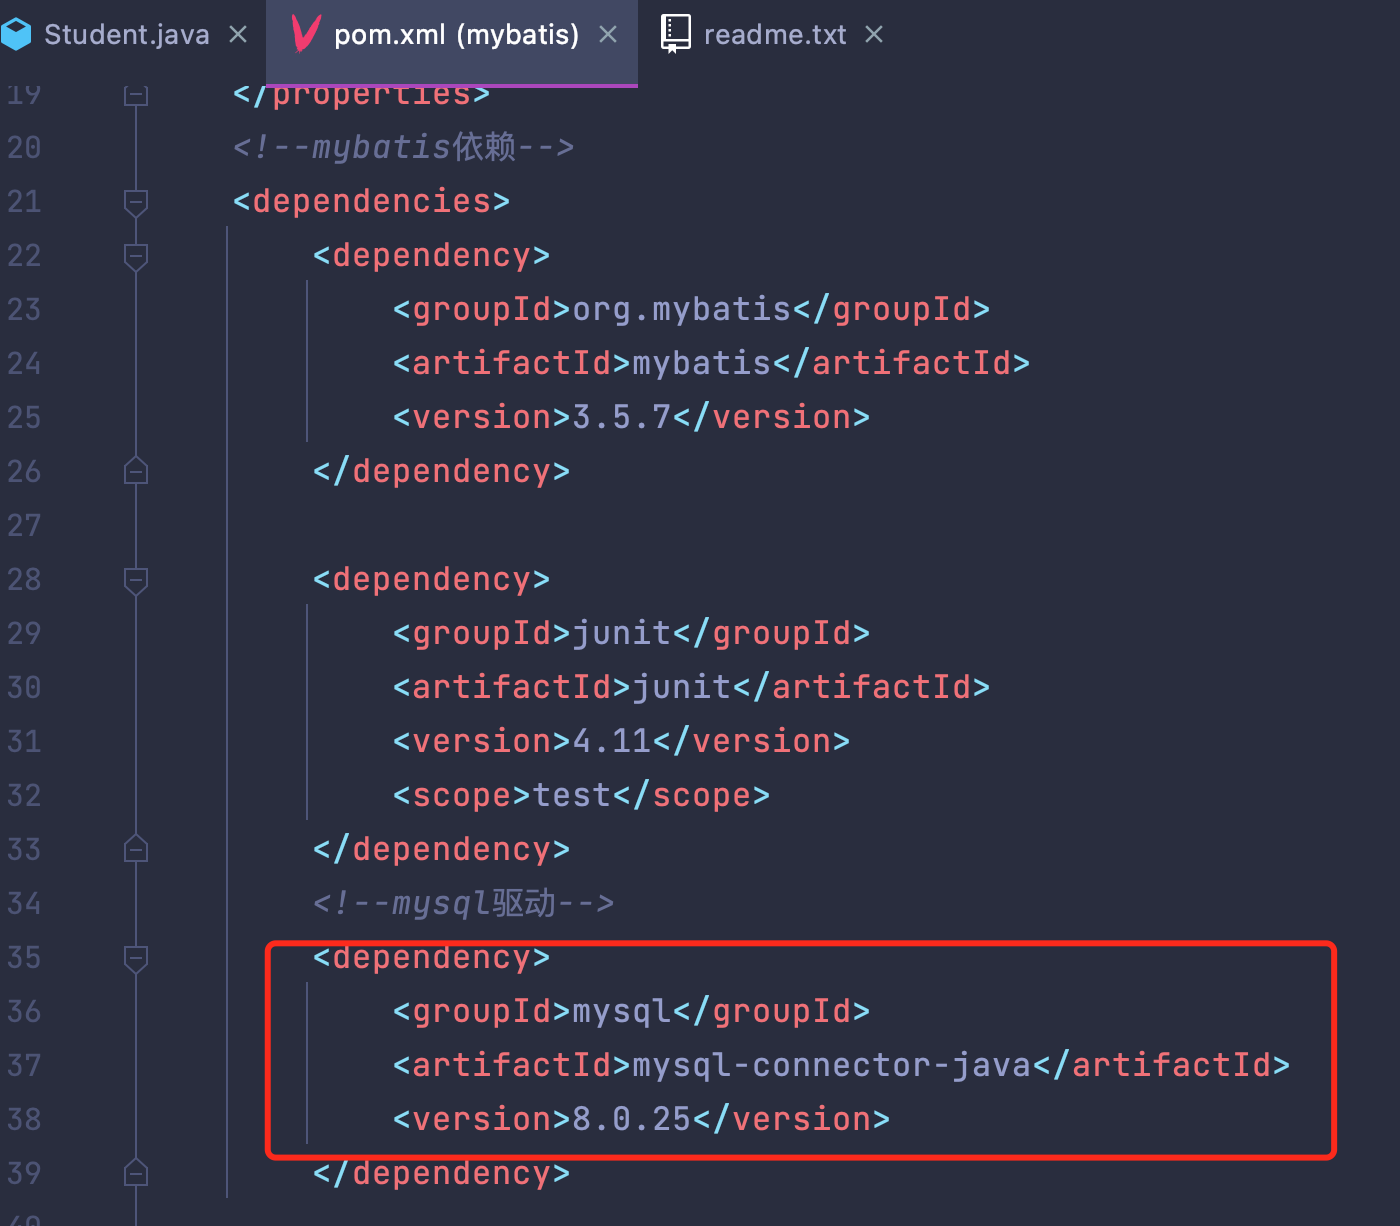 Student.java × pom.xml (mybatis) × readme.txt ×
19 </properties>
20 <!--mybatis依赖-->
21 <dependencies>
22 <dependency>
23 <groupId>org.mybatis</groupId>
24 <artifactId>mybatis</artifactId>
25 <version>3.5.7</version>
26 </dependency>
27
28 <dependency>
29 <groupId>junit</groupId>
30 <artifactId>junit</artifactId>
31 <version>4.11</version>
32 <scope>test</scope>
33 </dependency>
34 <!--mysql驱动-->
35 <dependency>
36 <groupId>mysql</groupId>
37 <artifactId>mysql-connector-java</artifactId>
38 <version>8.0.25</version>
39 </dependency>
40